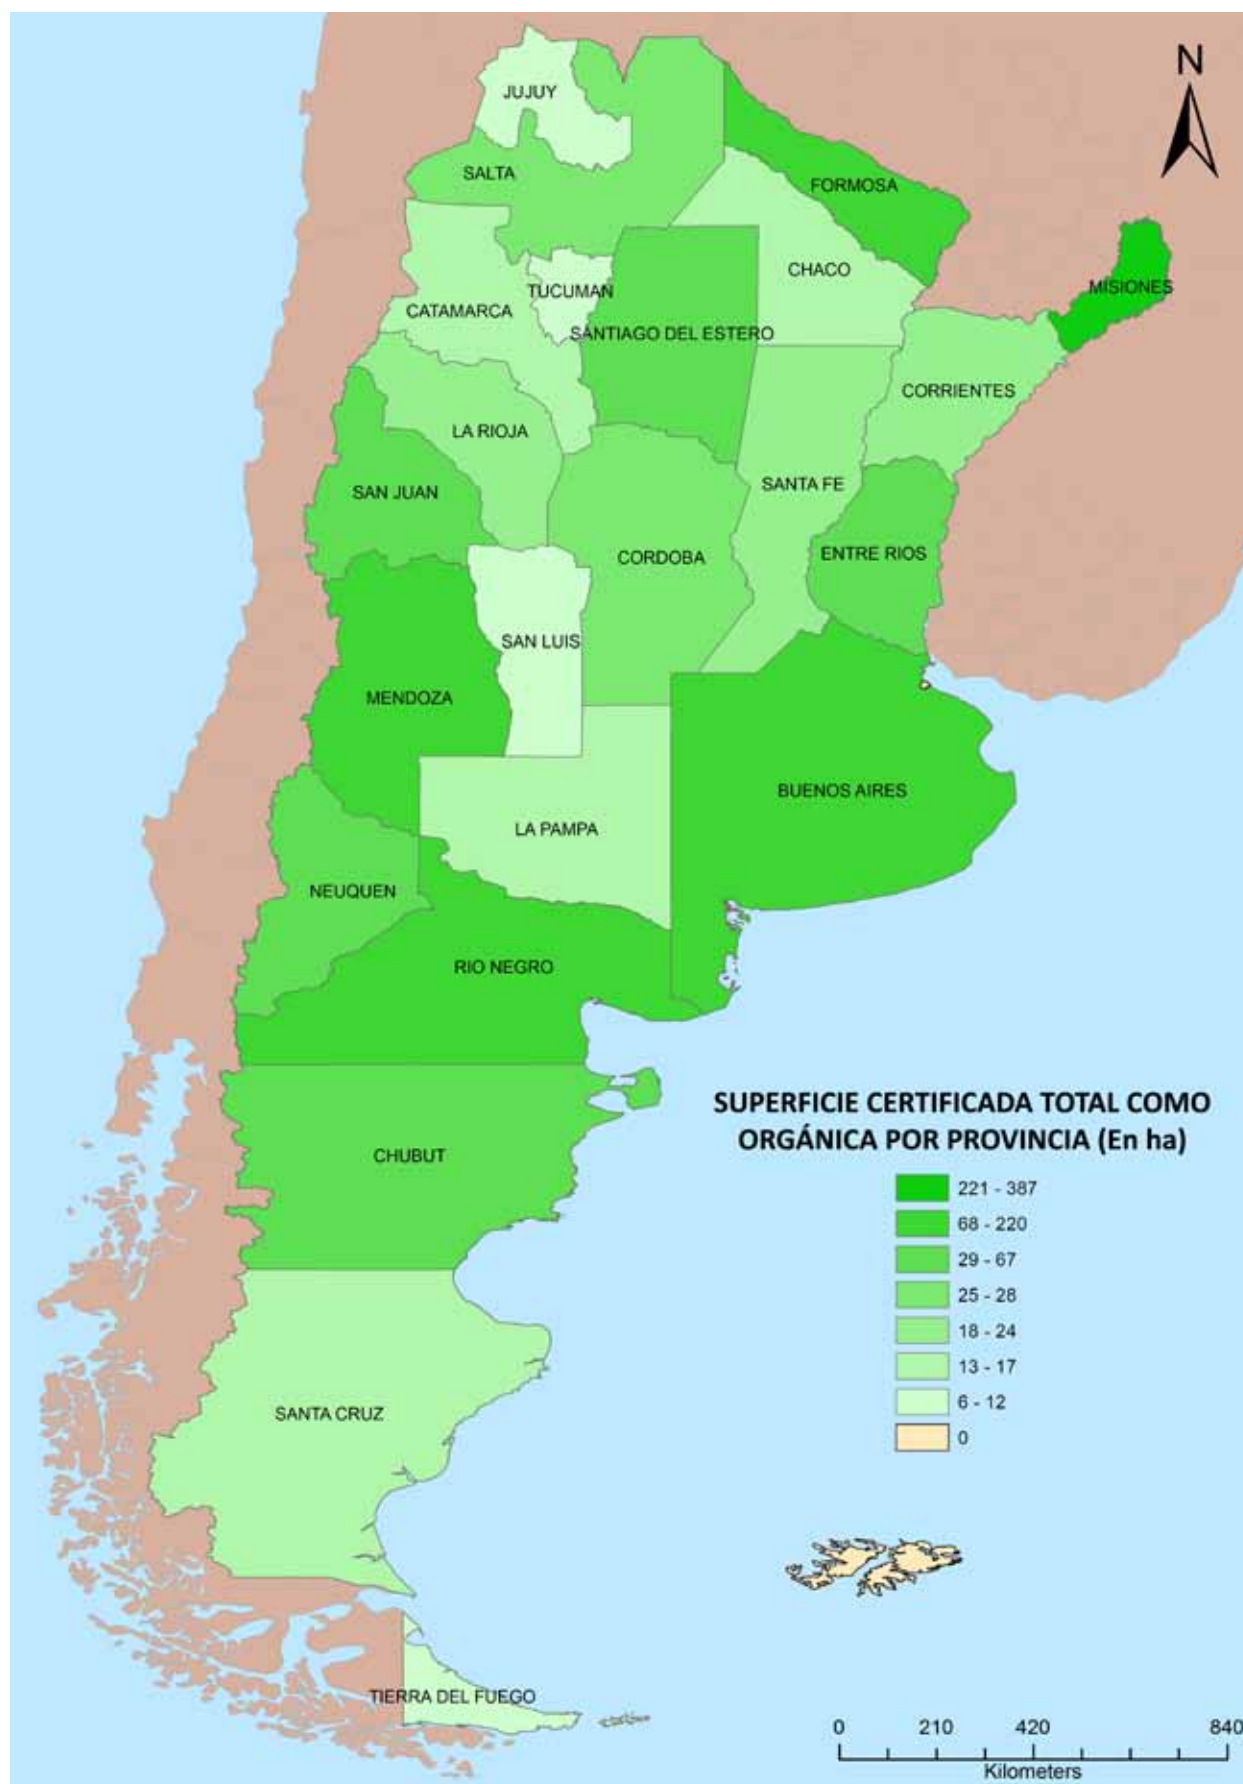 N
JUJUY
SALTA
FORMOSA
CHACO
MISIONES
TUCUMAN
CATAMARCA
SANTIAGO DEL ESTERO
CORRIENTES
LA RIOJA
SANTA FE
SAN JUAN
CORDOBA
ENTRE RIOS
SAN LUIS
MENDOZA
BUENOS AIRES
LA PAMPA
NEUQUEN
RIO NEGRO
CHUBUT
SANTA CRUZ
TIERRA DEL FUEGO
SUPERFICIE CERTIFICADA TOTAL COMO
ORGÁNICA POR PROVINCIA (En ha)
221 - 387
68 - 220
29 - 67
25 - 28
18 - 24
13 - 17
6 - 12
0
0 210 420 840
Kilometers